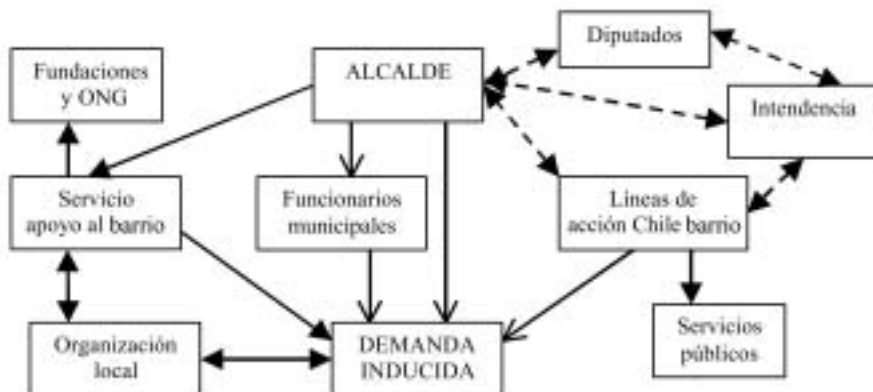 Diputados
Fundaciones
y ONG
ALCALDE
Intendencia
Servicio
apoyo al barrio
Funcionarios
municipales
Líneas de
acción Chile barrio
Organización
local
DEMANDA
INDUCIDA
Servicios
públicos